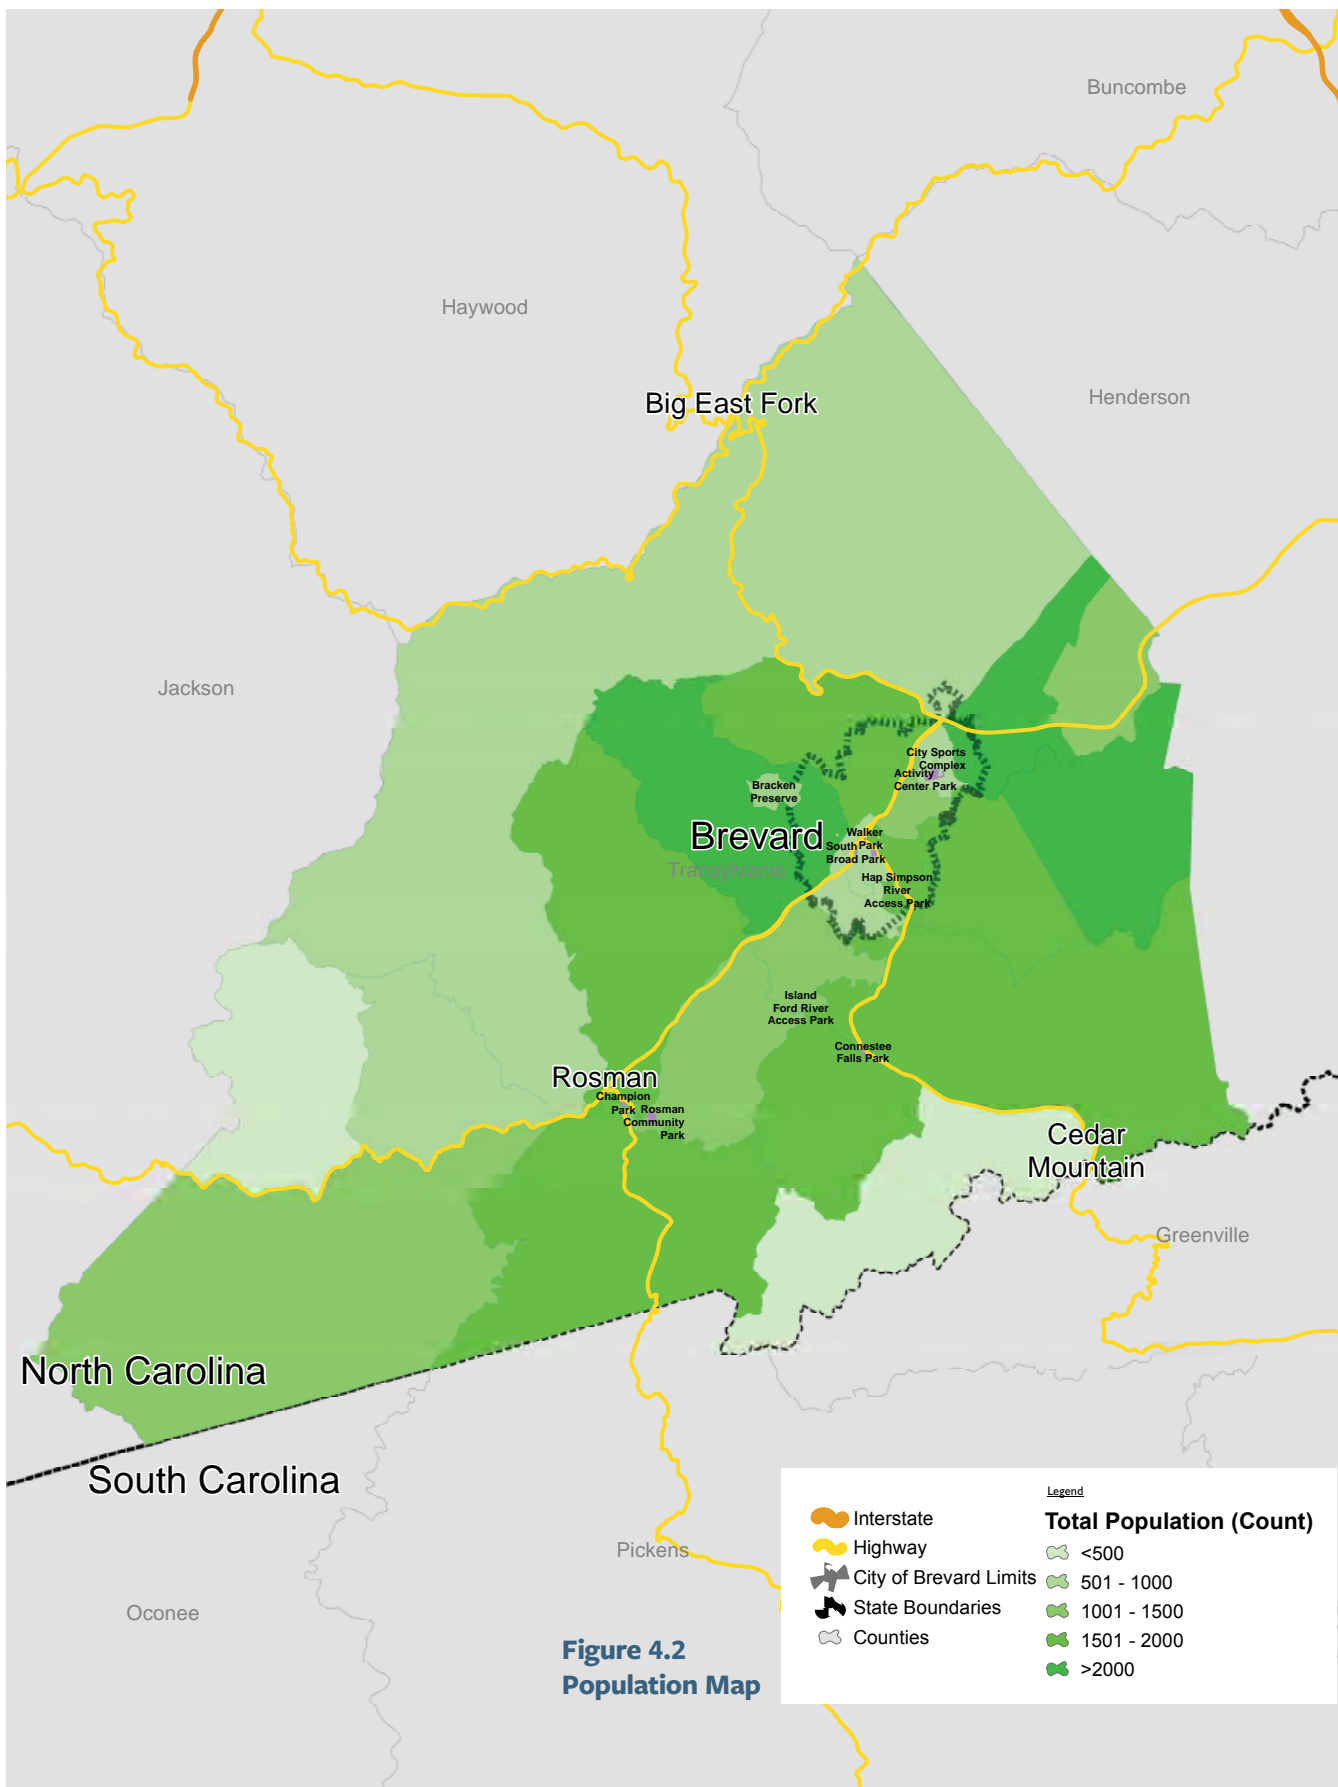 Buncombe
Haywood
Big East Fork
Henderson
Jackson
City Sports
Complex
Activity
Center Park
Bracken
Preserve
Brevard
Walker
Park
South
Broad Park
Transylvania
Hap Simpson
River
Access Park
Island
Ford River
Access Park
Connestee
Falls Park
Rosman
Champion
Park
Rosman
Community
Park
Cedar
Mountain
Greenville
North Carolina
South Carolina
Pickens
Oconee
Figure 4.2
Population Map
Legend
Interstate
Highway
City of Brevard Limits
State Boundaries
Counties
Total Population (Count)
<500
501 - 1000
1001 - 1500
1501 - 2000
>2000